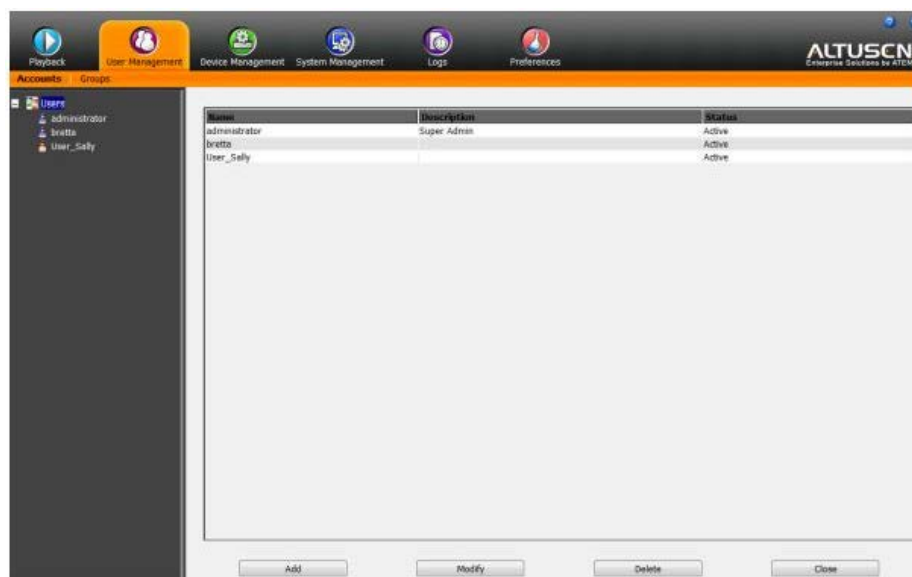 Playback User Management Device Management System Management Logs Preferences
ALTUSCN
Enterprise Solutions by ATEN
Accounts Groups
Users
administrator
bretta
User_Sally
Name Description Status
administrator Super Admin Active
bretta Active
User_Sally Active
Add Modify Delete Close